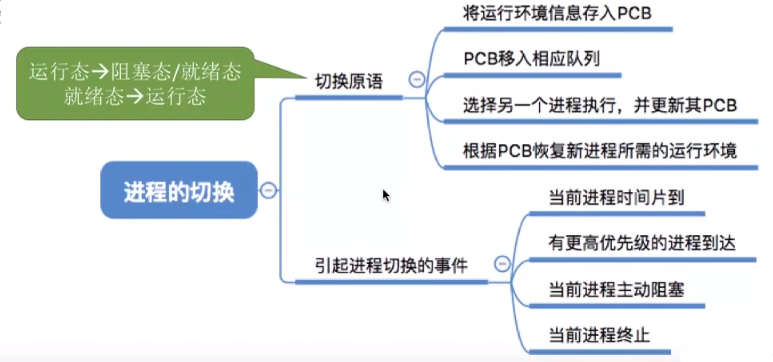 将运行环境信息存入PCB
运行态→阻塞态/就绪态
就绪态→运行态
切换原语
PCB移入相应队列
选择另一个进程执行，并更新其PCB
根据PCB恢复新进程所需的运行环境
进程的切换
引起进程切换的事件
当前进程时间片到
有更高优先级的进程到达
当前进程主动阻塞
当前进程终止